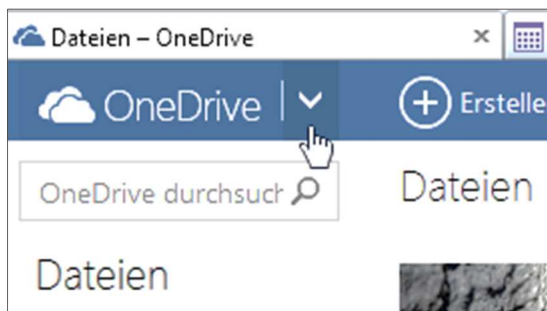 Dateien – OneDrive
OneDrive
Erstelle
OneDrive durchsuch
Dateien
Dateien